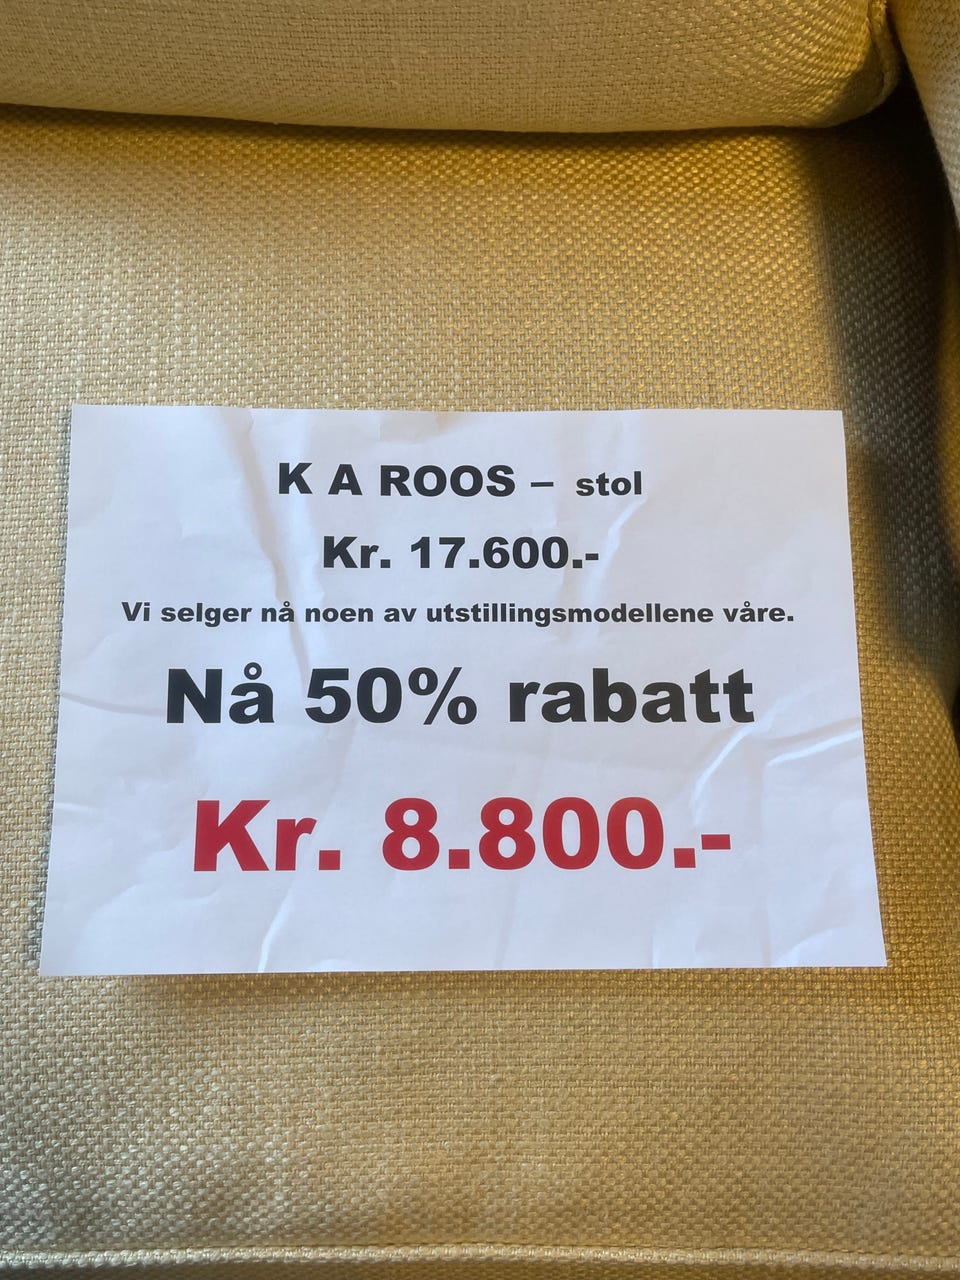 K A ROOS – stol
Kr. 17.600.-
Vi selger nå noen av utstillingsmodellene våre.
Nå 50% rabatt
Kr. 8.800.-